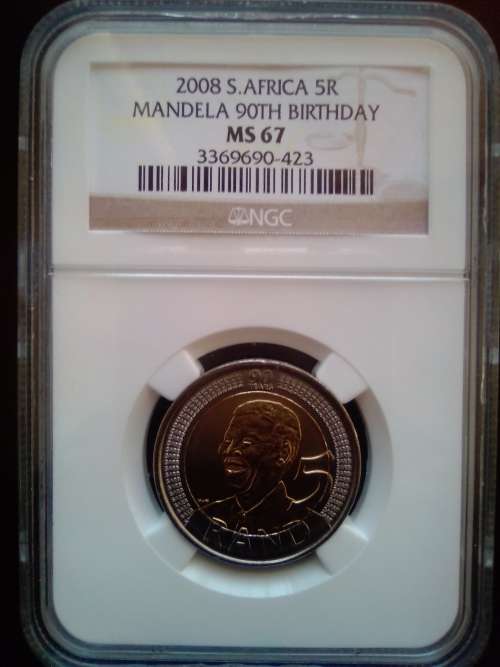 2008 S.AFRICA 5R
MANDELA 90TH BIRTHDAY
MS 67
3369690-423
NGC
90
5
RAND